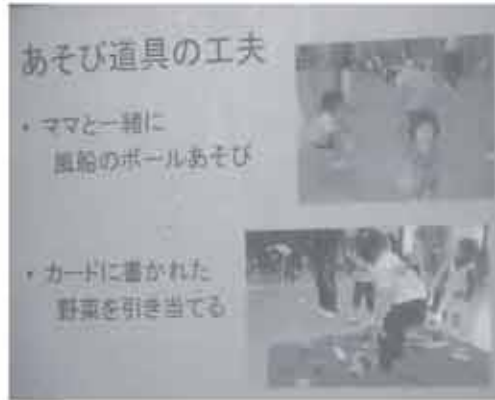 あそび道具の工夫
・ママと一緒に
風船のボールあそび
・カードに書かれた
野菜を引き当てる